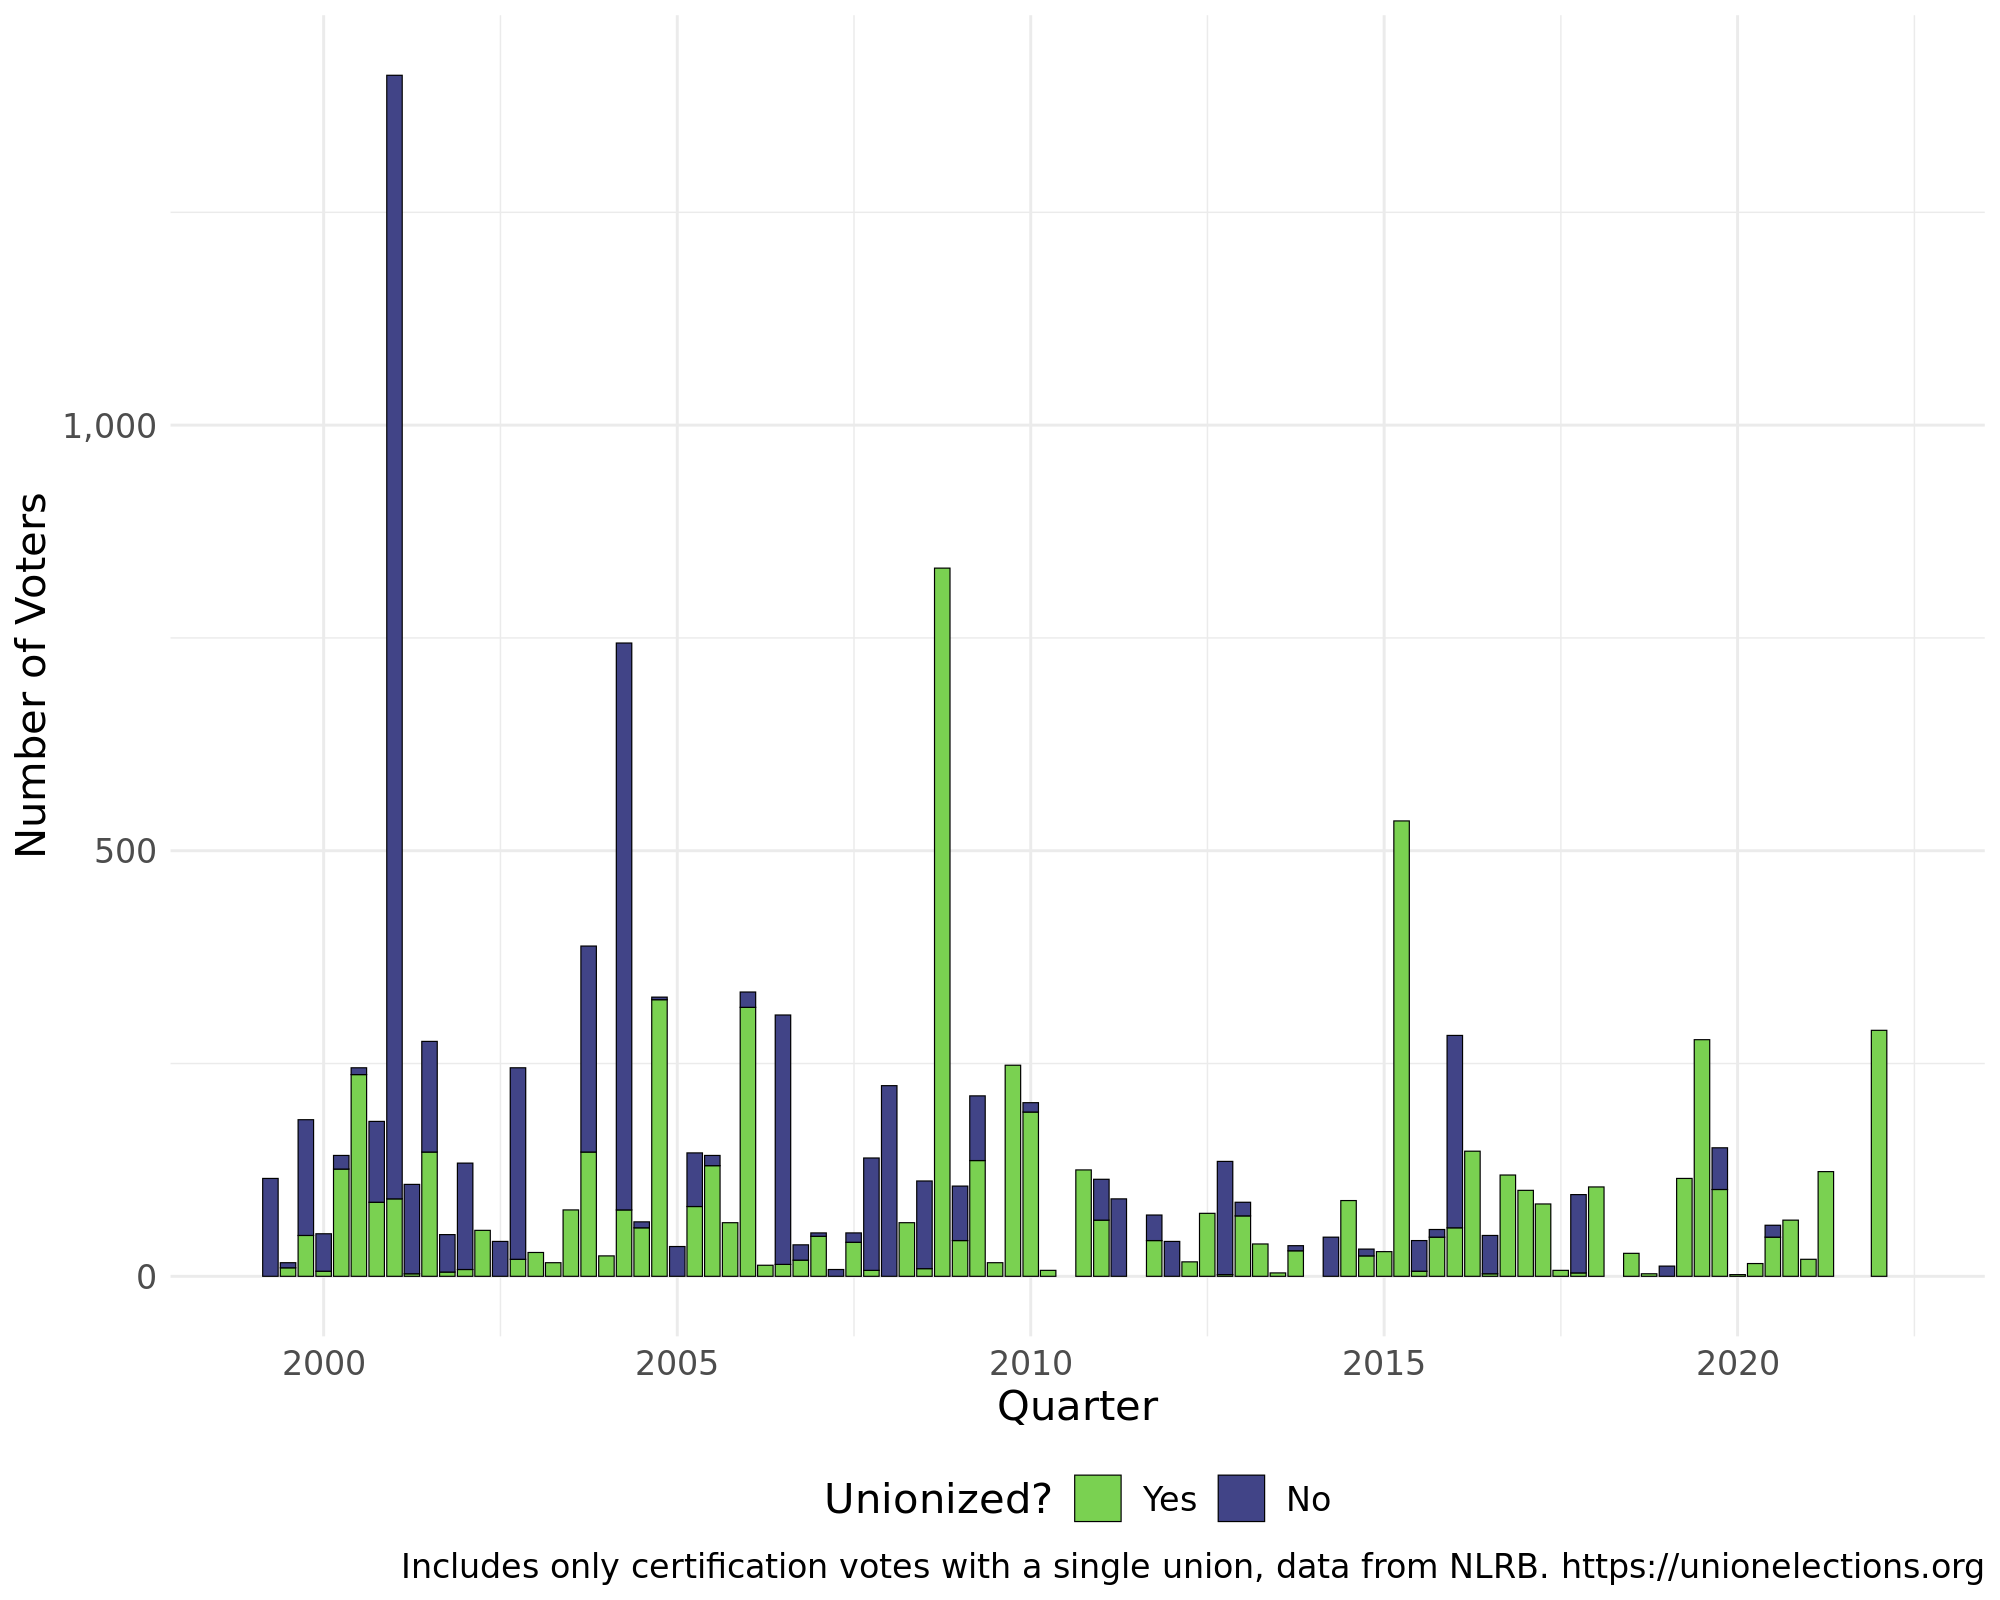 Number of Voters
1,000
500
0
2000 2005 2010 2015 2020
Quarter
Unionized? Yes No
Includes only certification votes with a single union, data from NLRB. https://unionelections.org